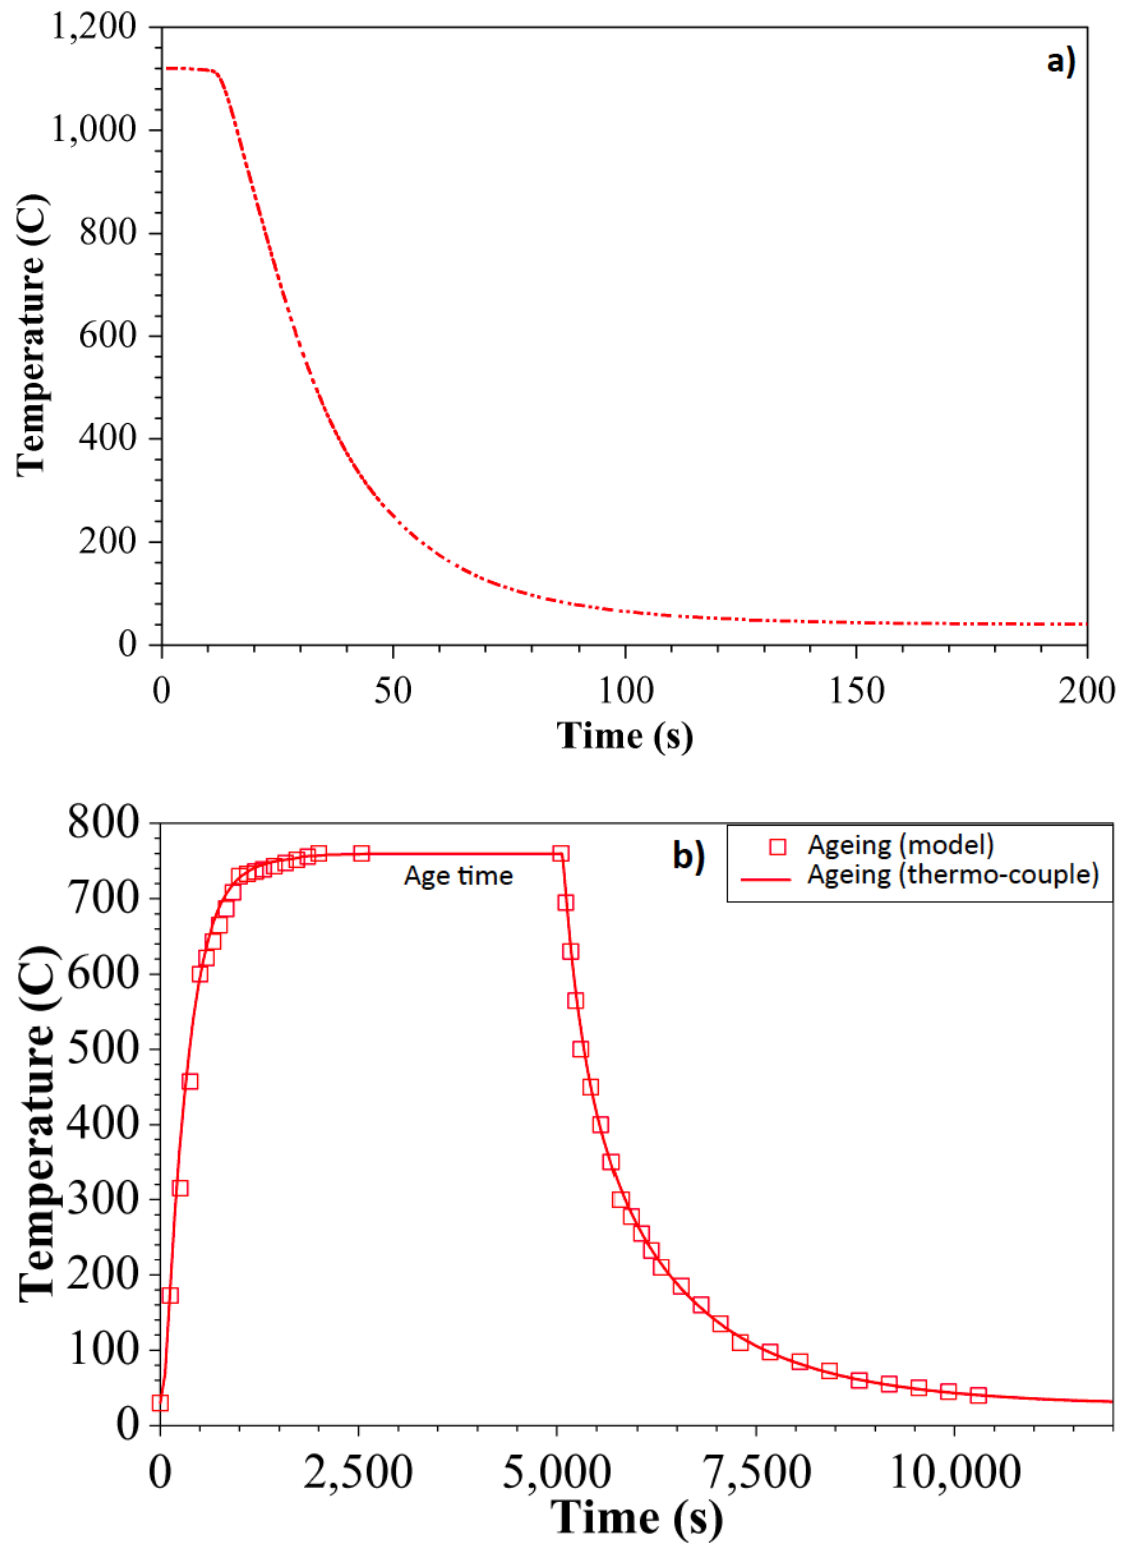 1,200
a)
1,000
800
600
400
200
0
Temperature (C)
0 50 100 150 200
Time (s)
800
b)
Ageing (model)
Ageing (thermo-couple)
Age time
700
600
500
400
300
200
100
0
Temperature (C)
0 2,500 5,000 7,500 10,000
Time (s)